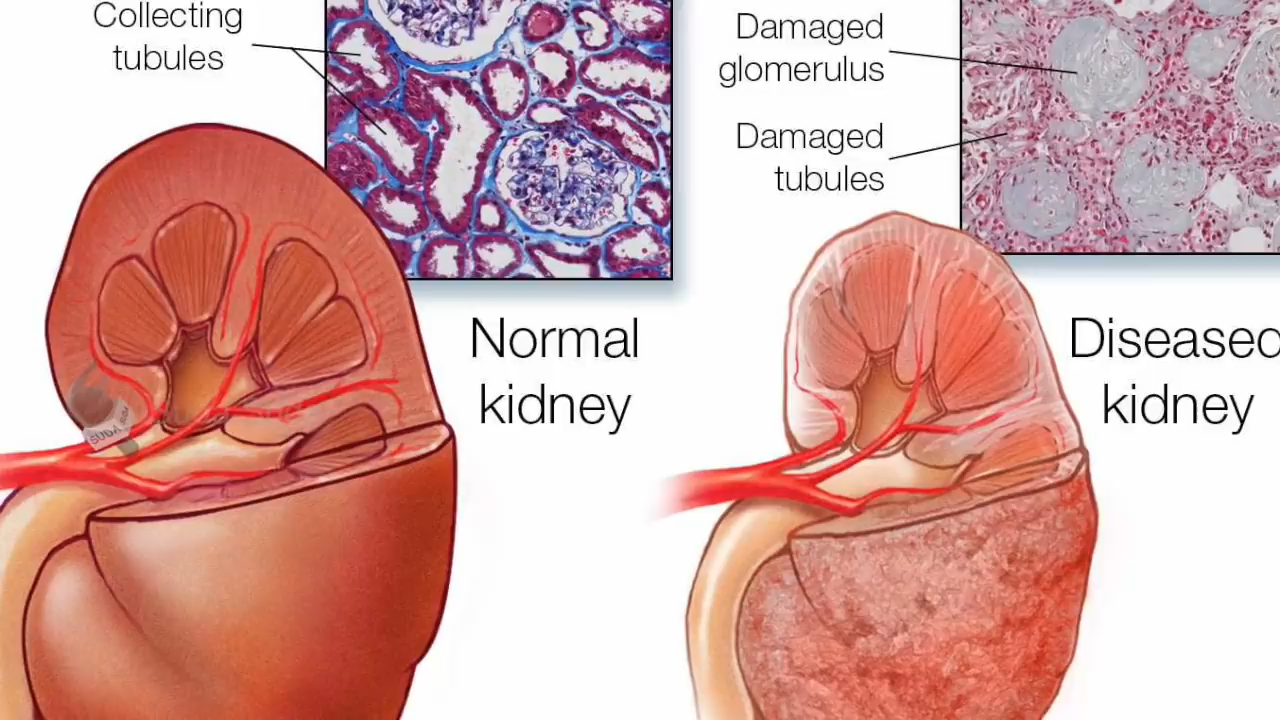 Collecting
tubules
Damaged
glomerulus
Damaged
tubules
Normal
kidney
Diseased
kidney